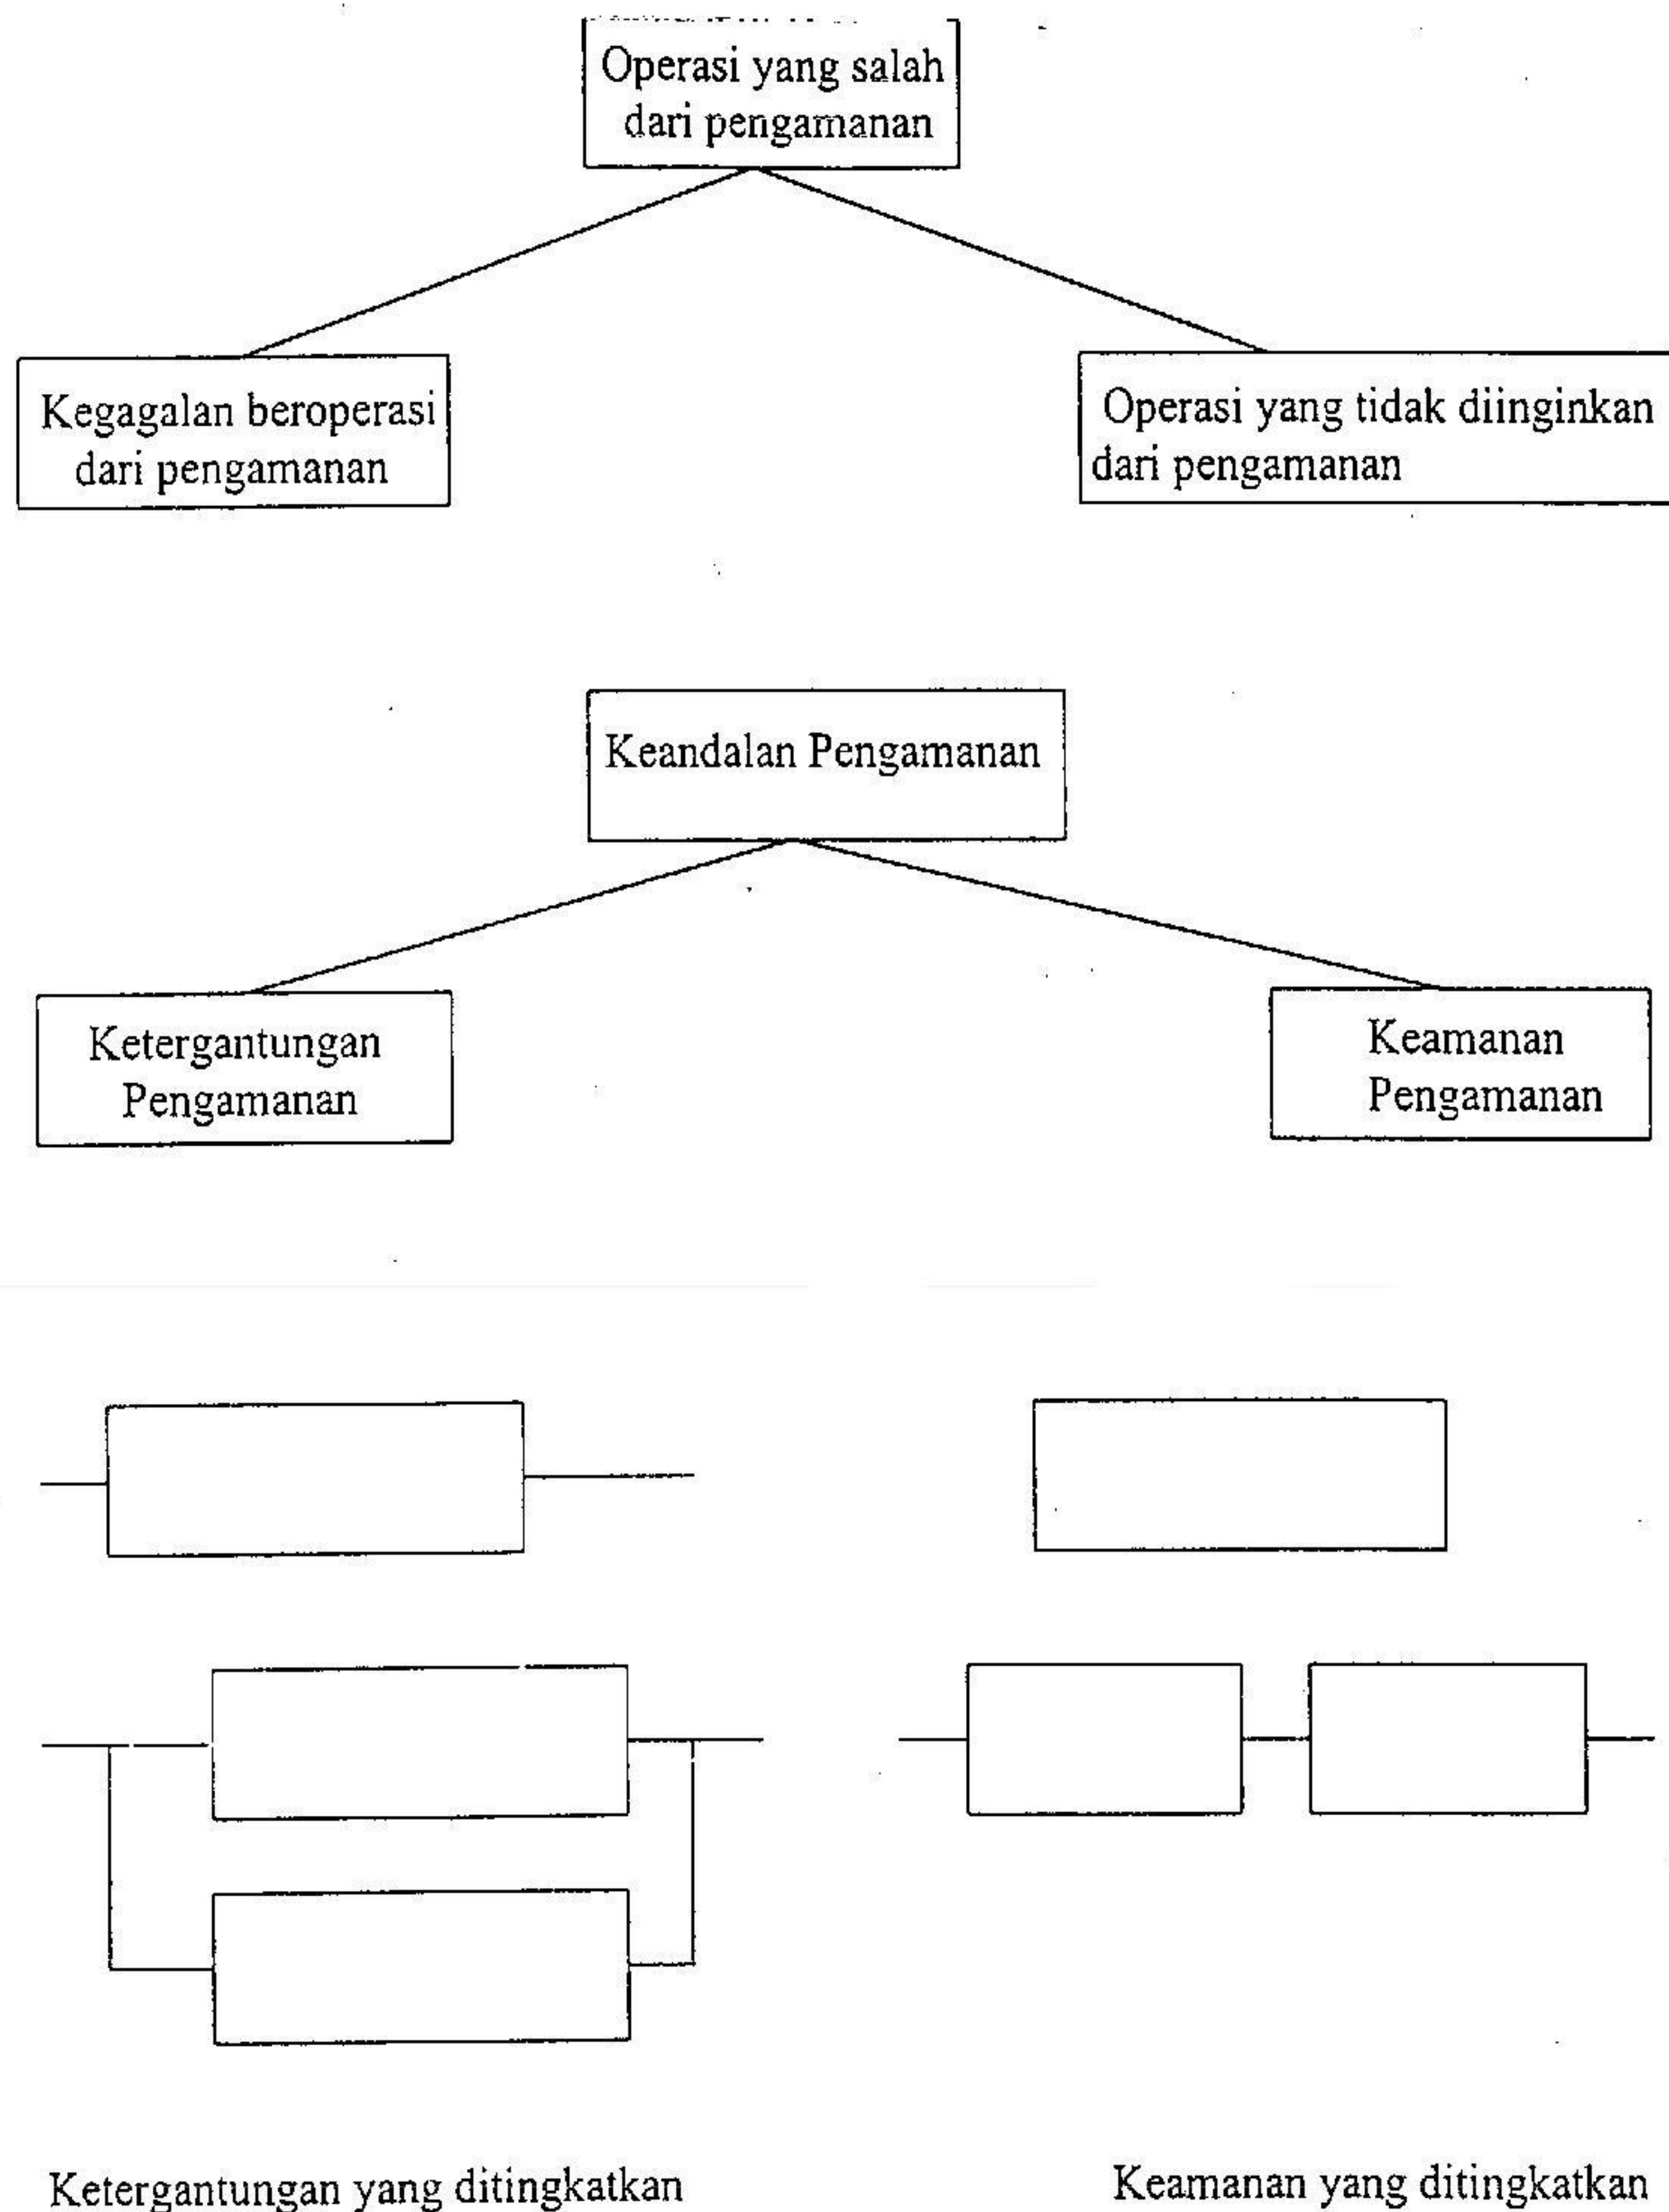 Operasi yang salah
dari pengamanan
Kegagalan beroperasi
dari pengamanan
Operasi yang tidak diinginkan
dari pengamanan
Keandalan Pengamanan
Ketergantungan
Pengamanan
Keamanan
Pengamanan
Ketergantungan yang ditingkatkan
Keamanan yang ditingkatkan